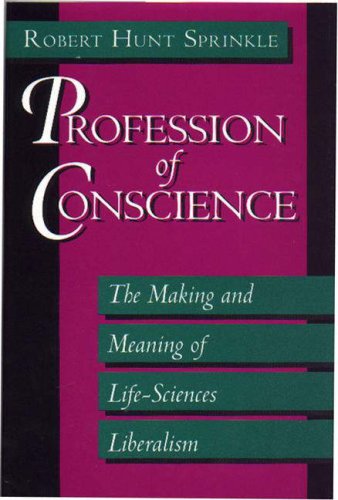 ROBERT HUNT SPRINKLE
PROFESSION
of
CONSCIENCE
The Making and
Meaning of
Life-Sciences
Liberalism